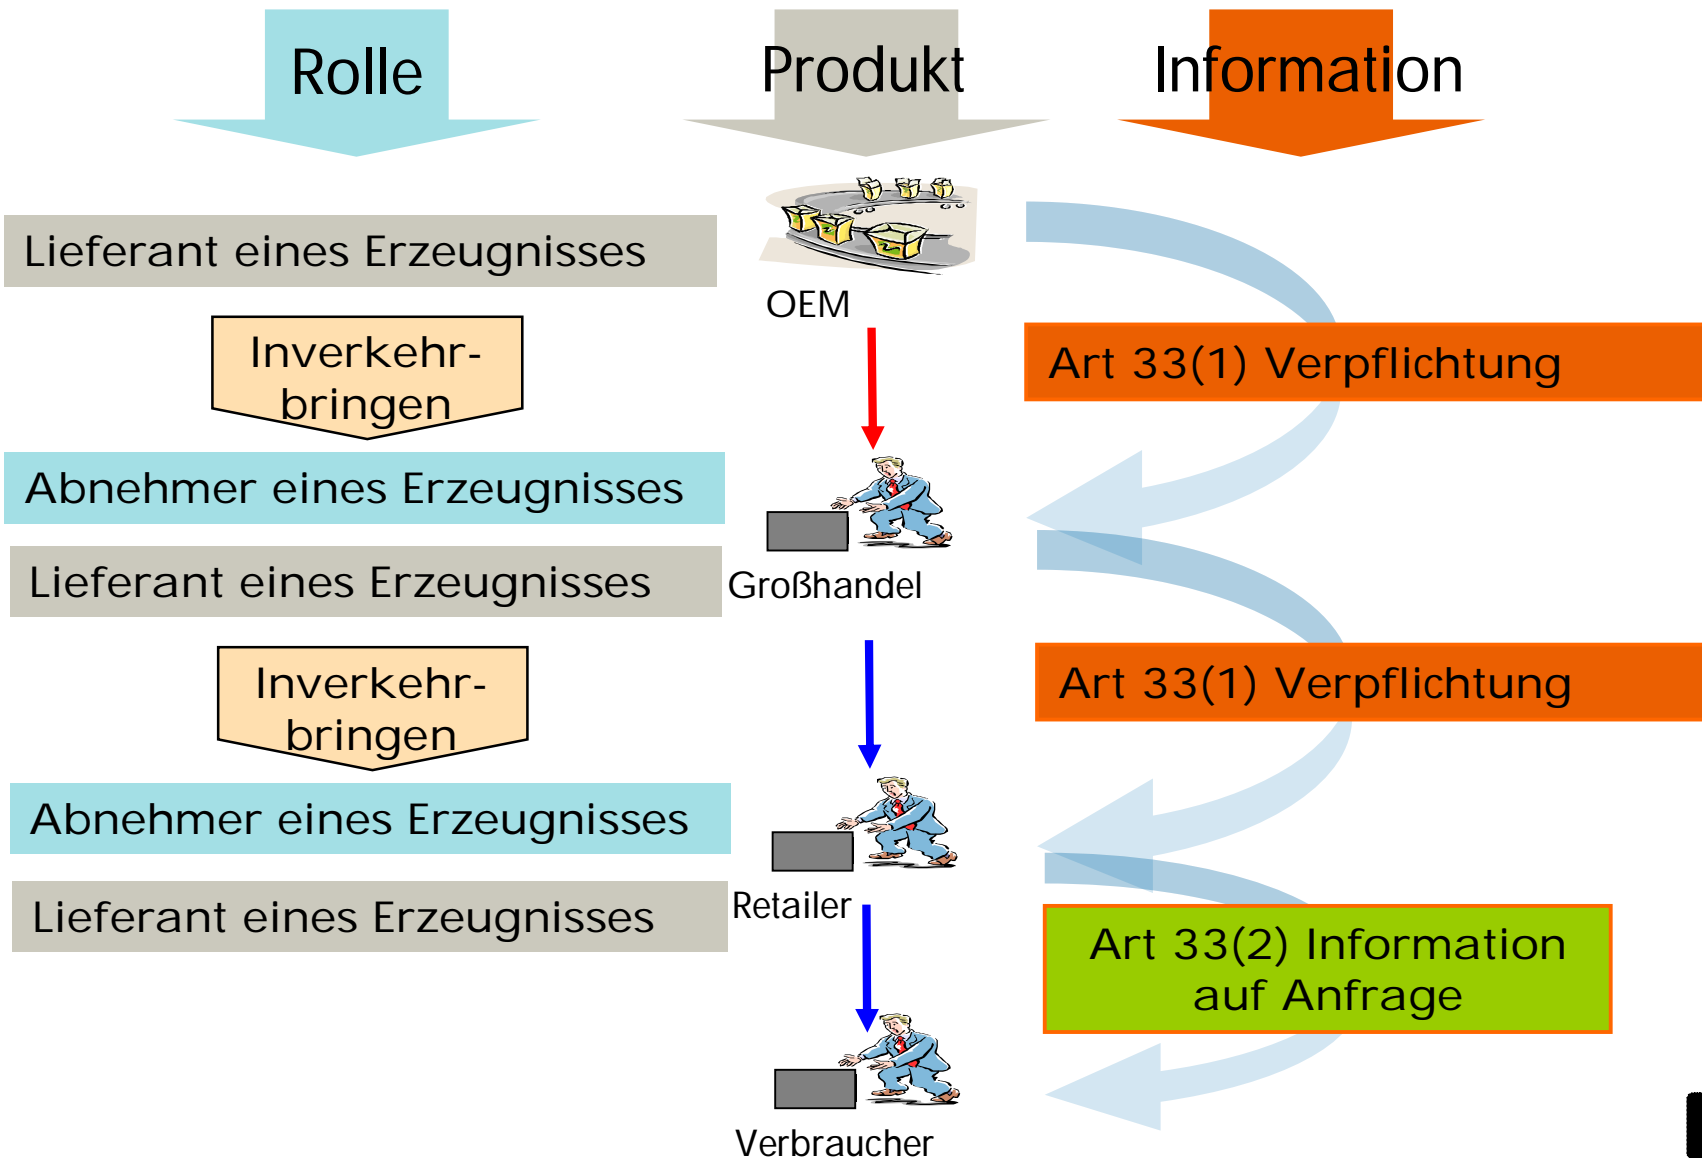 Rolle
Produkt
Information
Lieferant eines Erzeugnisses
OEM
Inverkehr-
bringen
Art 33(1) Verpflichtung
Abnehmer eines Erzeugnisses
Lieferant eines Erzeugnisses
Großhandel
Inverkehr-
bringen
Art 33(1) Verpflichtung
Abnehmer eines Erzeugnisses
Lieferant eines Erzeugnisses
Retailer
Art 33(2) Information
auf Anfrage
Verbraucher